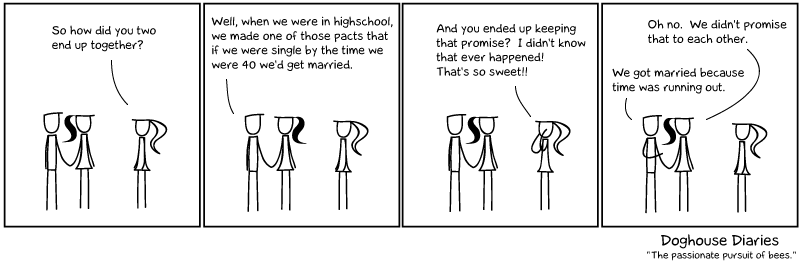 So how did you two
end up together?
Well, when we were in highschool,
we made one of those pacts that
if we were single by the time we
were 40 we'd get married.
And you ended up keeping
that promise? I didn't know
that ever happened!
That's so sweet!!
Oh no. We didn't promise
that to each other.
We got married because
time was running out.
Doghouse Diaries
"The passionate pursuit of bees."